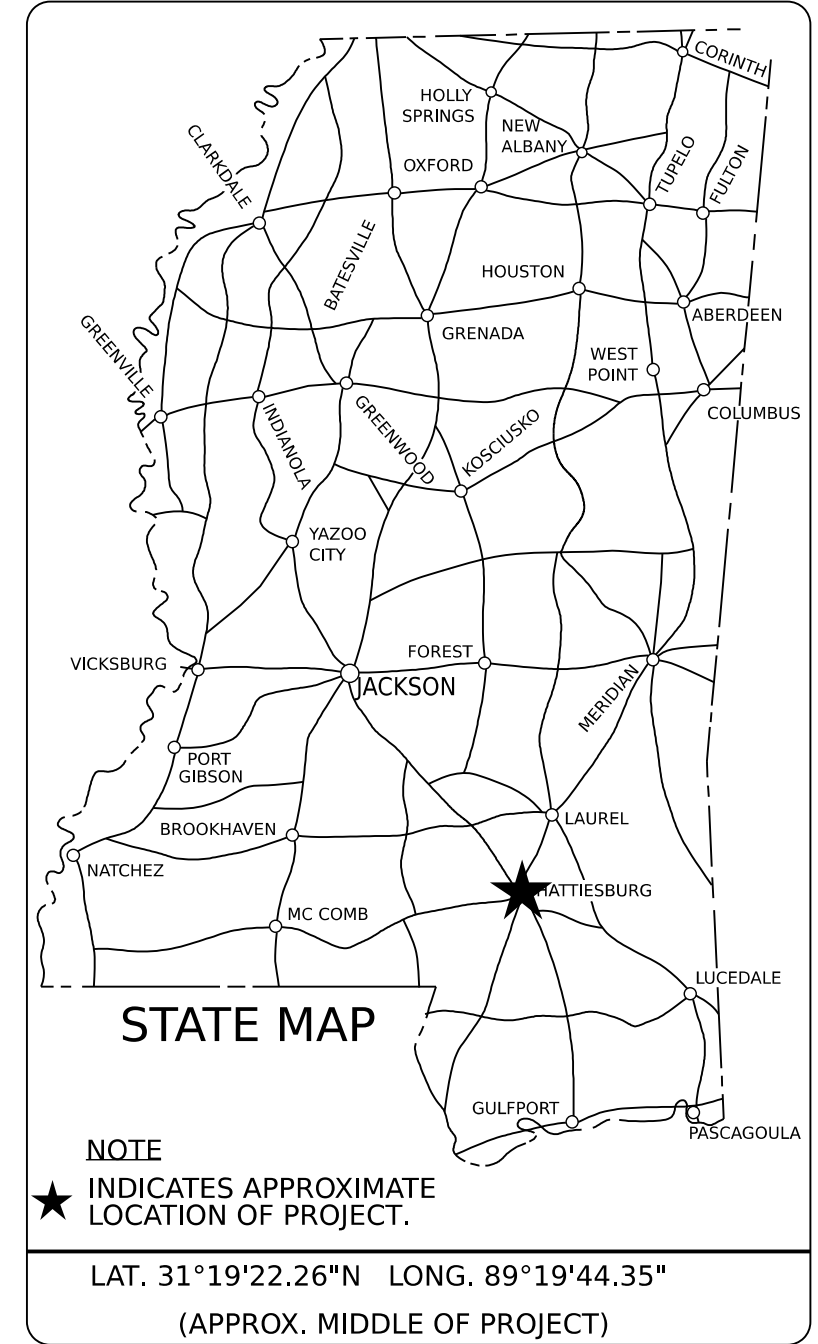 CORINTH
HOLLY
SPRINGS
NEW
ALBANY
CLARKDALE
OXFORD
TUPELO
FULTON
BATESVILLE
HOUSTON
ABERDEEN
GREENVILLE
GRENADA
WEST
POINT
COLUMBUS
INDIANOLA
GREENWOOD
KOSCIUSKO
YAZOO
CITY
VICKSBURG
FOREST
JACKSON
MERIDIAN
PORT
GIBSON
BROOKHAVEN
LAUREL
NATCHEZ
HATTIESBURG
MC COMB
LUCEDALE
STATE MAP
GULFPORT
PASCAGOULA
NOTE
INDICATES APPROXIMATE
LOCATION OF PROJECT.
LAT. 31°19'22.26"N LONG. 89°19'44.35"
(APPROX. MIDDLE OF PROJECT)